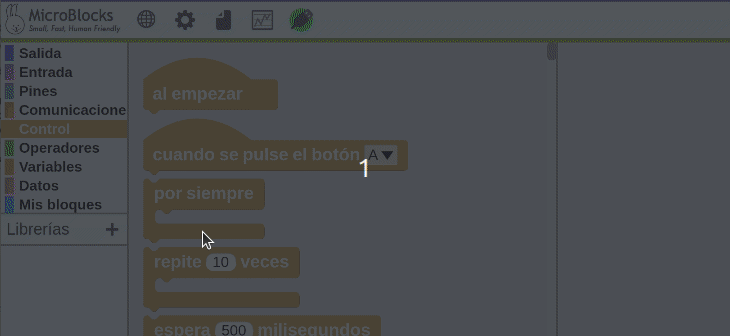 MicroBlocks
Small, Fast, Human Friendly
Salida
Entrada
Pines
Comunicacione
Control
Operadores
Variables
Datos
Mis bloques
Librerías +
al empezar
cuando se pulse el botón A
1
por siempre
repite 10 veces
espera 500 milisegundos